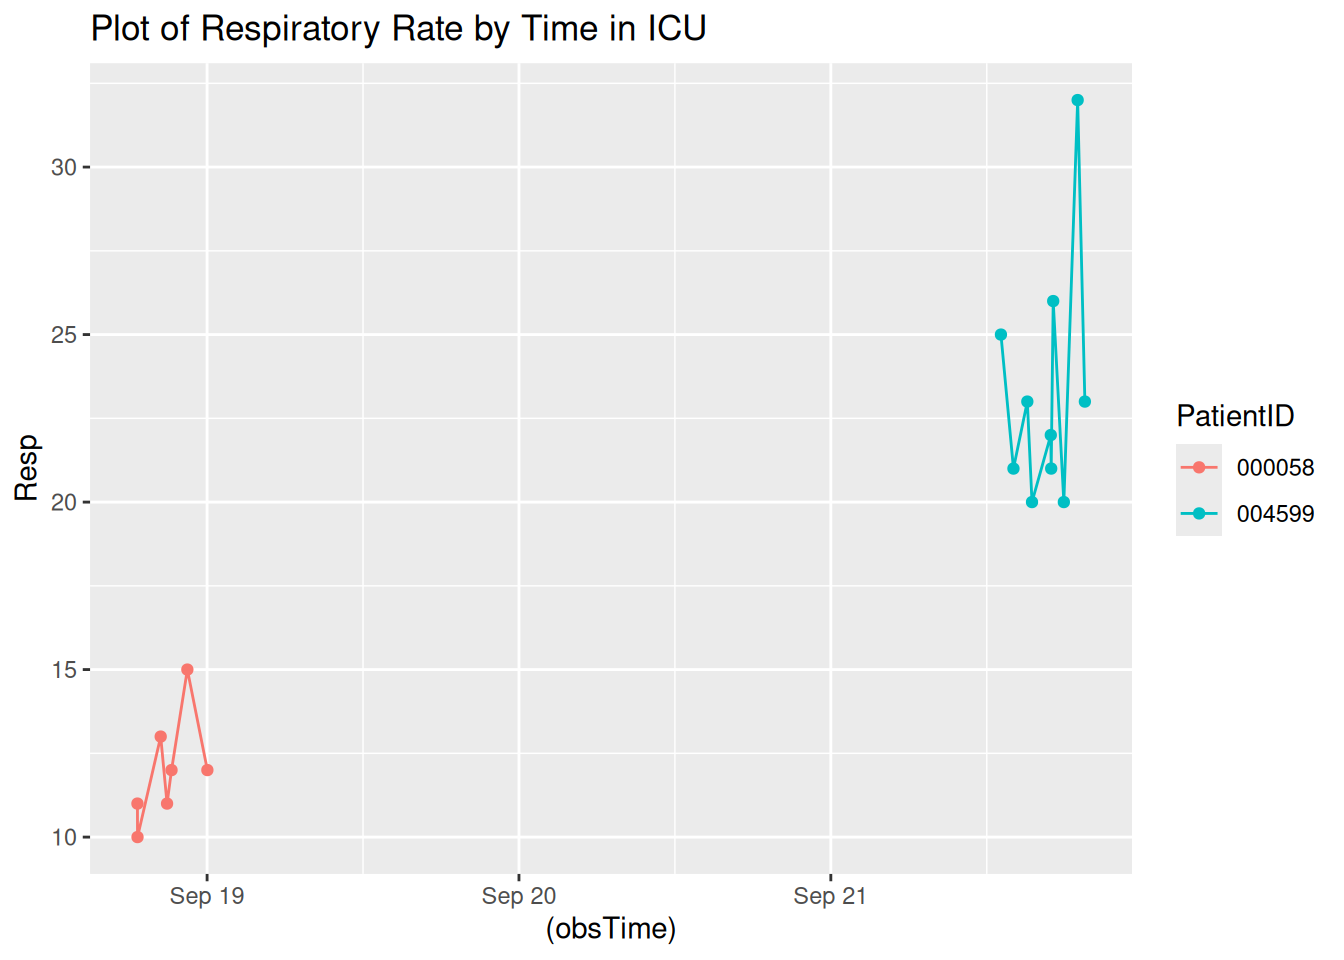 Plot of Respiratory Rate by Time in ICU
Resp
30
25
20
15
10
Sep 19
Sep 20
Sep 21
(obsTime)
PatientID
000058
004599